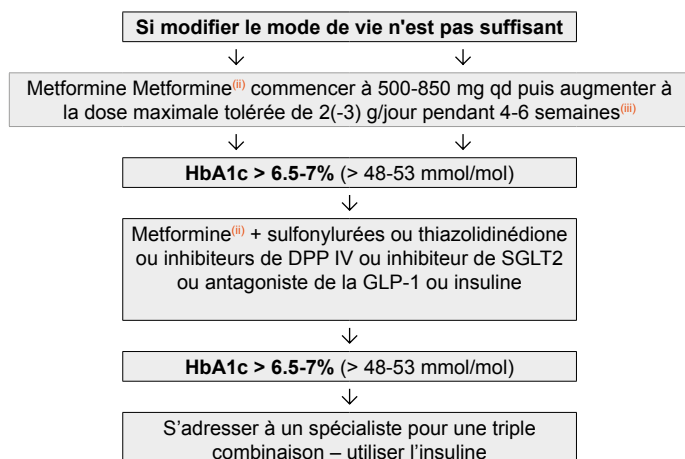 Si modifier le mode de vie n'est pas suffisant
Metformine Metformine(ii) commencer à 500-850 mg qd puis augmenter à
la dose maximale tolérée de 2(-3) g/jour pendant 4-6 semaines(iii)
HbA1c > 6.5-7% (> 48-53 mmol/mol)
Metformine(ii) + sulfonylurées ou thiazolidinédione
ou inhibiteurs de DPP IV ou inhibiteur de SGLT2
ou antagoniste de la GLP-1 ou insuline
HbA1c > 6.5-7% (> 48-53 mmol/mol)
S’adresser à un spécialiste pour une triple
combinaison – utiliser l’insuline